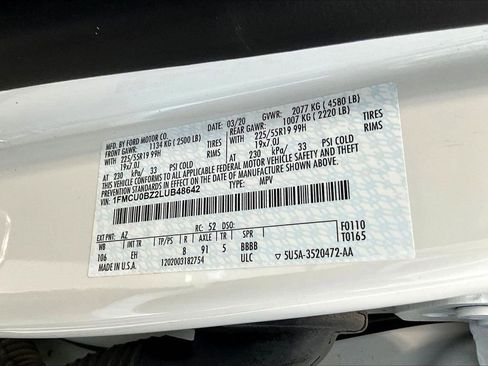 MFD. BY FORD MOTOR CO.
DATE: 03/20 GVWR: 2077 KG ( 4580 LB)
FRONT GAWR: 1134 KG ( 2500 LB) REAR GAWR: 1007 KG ( 2220 LB)
225/55R19 99H TIRES 225/55R19 99H TIRES
19x7.0J RIMS 19x7.0J RIMS
AT 230 kPa/ 33 PSI COLD AT 230 kPa/ 33 PSI COLD
THIS VEHICLE CONFORMS TO ALL APPLICABLE FEDERAL MOTOR VEHICLE SAFETY, BUMPER, AND
THEFT PREVENTION STANDARDS IN EFFECT ON THE DATE OF MANUFACTURE SHOWN ABOVE.
VIN: 1FMCU0BZ2LUB48642
TYPE: MPV
EXT PNT: AZ RC: 52 DSO: F0110
WB INT TR R AXLE TR SPR T0165
106 EH 8 91 5 BBBB
MADE IN U.S.A. 1202003182754 ULC 5U5A-3520472-AA